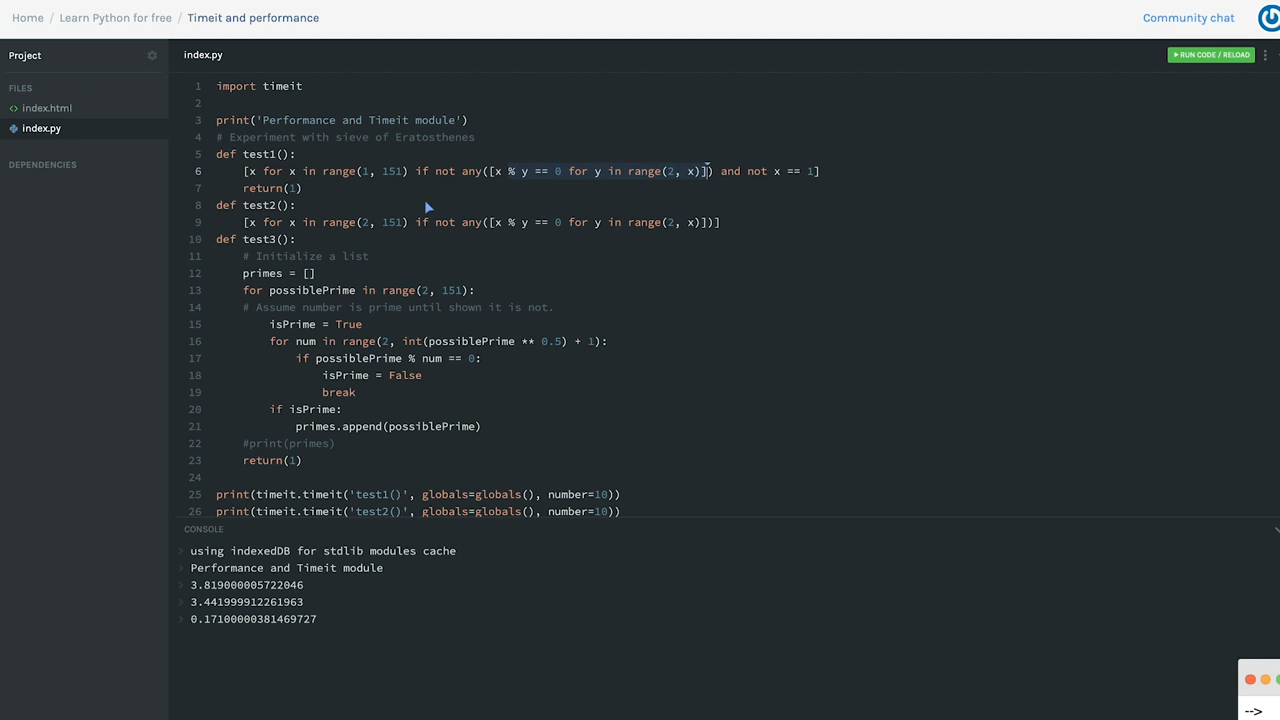 Home / Learn Python for free / Timeit and performance
Community chat
Project
index.py
RUN CODE / RELOAD
FILES
index.html
index.py
DEPENDENCIES
1 import timeit
2
3 print('Performance and Timeit module')
4 # Experiment with sieve of Eratosthenes
5 def test1():
6 [x for x in range(1, 151) if not any([x % y == 0 for y in range(2, x)]) and not x == 1]
7 return(1)
8 def test2():
9 [x for x in range(2, 151) if not any([x % y == 0 for y in range(2, x)])]
10 def test3():
11 # Initialize a list
12 primes = []
13 for possiblePrime in range(2, 151):
14 # Assume number is prime until shown it is not.
15 isPrime = True
16 for num in range(2, int(possiblePrime ** 0.5) + 1):
17 if possiblePrime % num == 0:
18 isPrime = False
19 break
20 if isPrime:
21 primes.append(possiblePrime)
22 #print(primes)
23 return(1)
24
25 print(timeit.timeit('test1()', globals=globals(), number=10))
26 print(timeit.timeit('test2()', globals=globals(), number=10))
CONSOLE
using indexedDB for stdlib modules cache
Performance and Timeit module
3.819000005722046
3.441999912261963
0.17100000381469727
-->